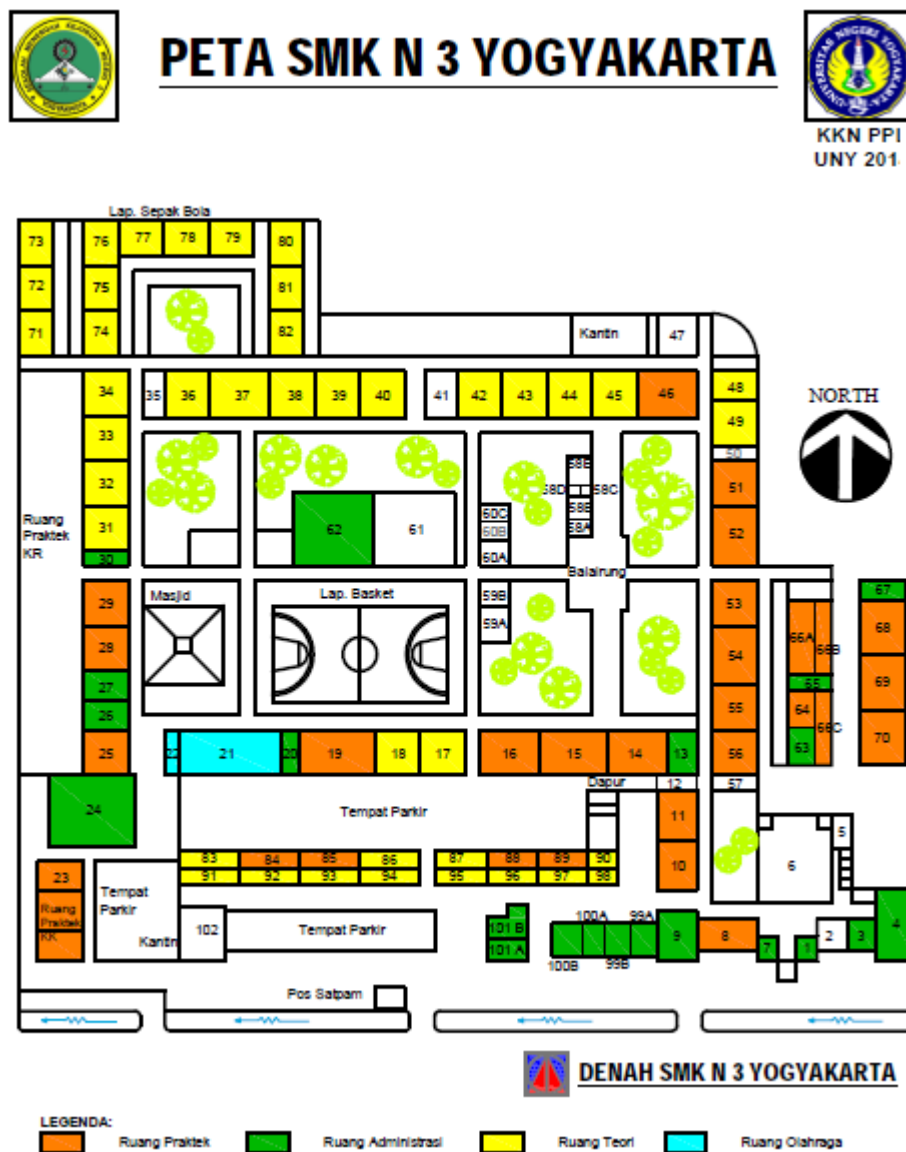 PETA SMK N 3 YOGYAKARTA
KKN PPL
UNY 201
Lap. Sepak Bola
73 76 77 78 79 80
72 75 81
71 74 82
Kantin 47
34 35 36 37 38 39 40 41 42 43 44 45 46 48
NORTH
33 49
50
32 58E 51
58D 58C
Ruang
Praktek
KR
31 62 61 60C 58B 52
60B 58A
30 60A
Balairung
29 Masjid Lap. Basket 59B 53 67
59A 66A 66B 68
28 54
27 65 69
26 55 64 66C
25 22 21 20 19 18 17 16 15 14 13 56 63 70
Dapur 12 57
24 Tempat Parkir 11 5
83 84 85 86 87 88 89 90 10 6
91 92 93 94 95 96 97 98
23 Tempat
Parkir
Ruang
Praktek
KK
Kantin 102 Tempat Parkir 101 B 100A 99A 9 8 7 1 2 3 4
101 A 100B 99B
Pos Satpam
DENAH SMK N 3 YOGYAKARTA
LEGENDA:
Ruang Praktek Ruang Administrasi Ruang Teori Ruang Olahraga